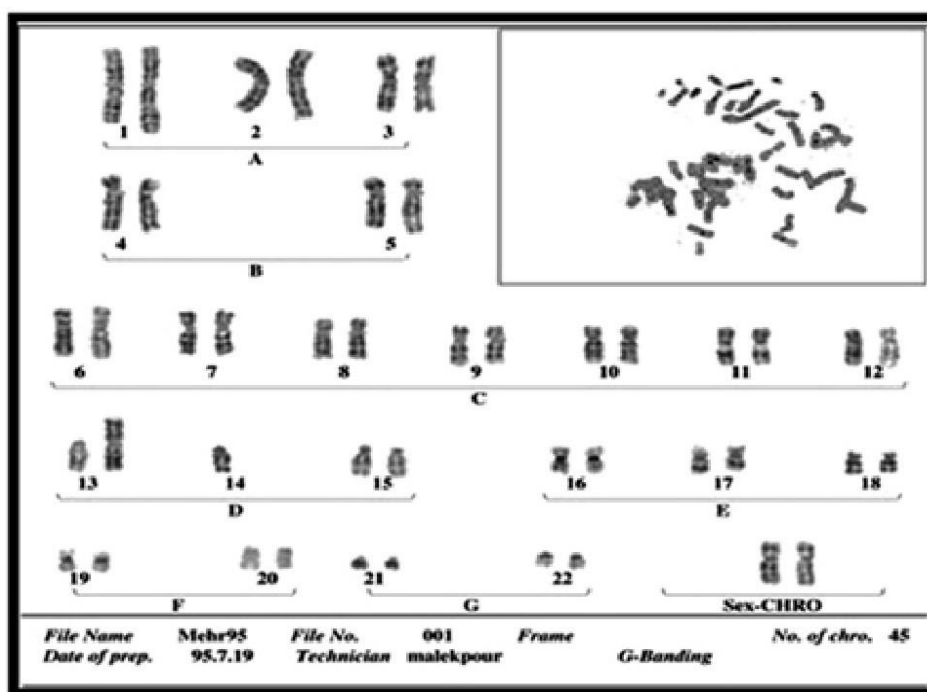 1 2 3
A
4 5
B
6 7 8 9 10 11 12
C
13 14 15 16 17 18
D E
19 20 21 22 Sex-CHRO
F G
File Name Mehr95 File No. 001 Frame No. of chro. 45
Date of prep. 95.7.19 Technician malekpour G-Banding